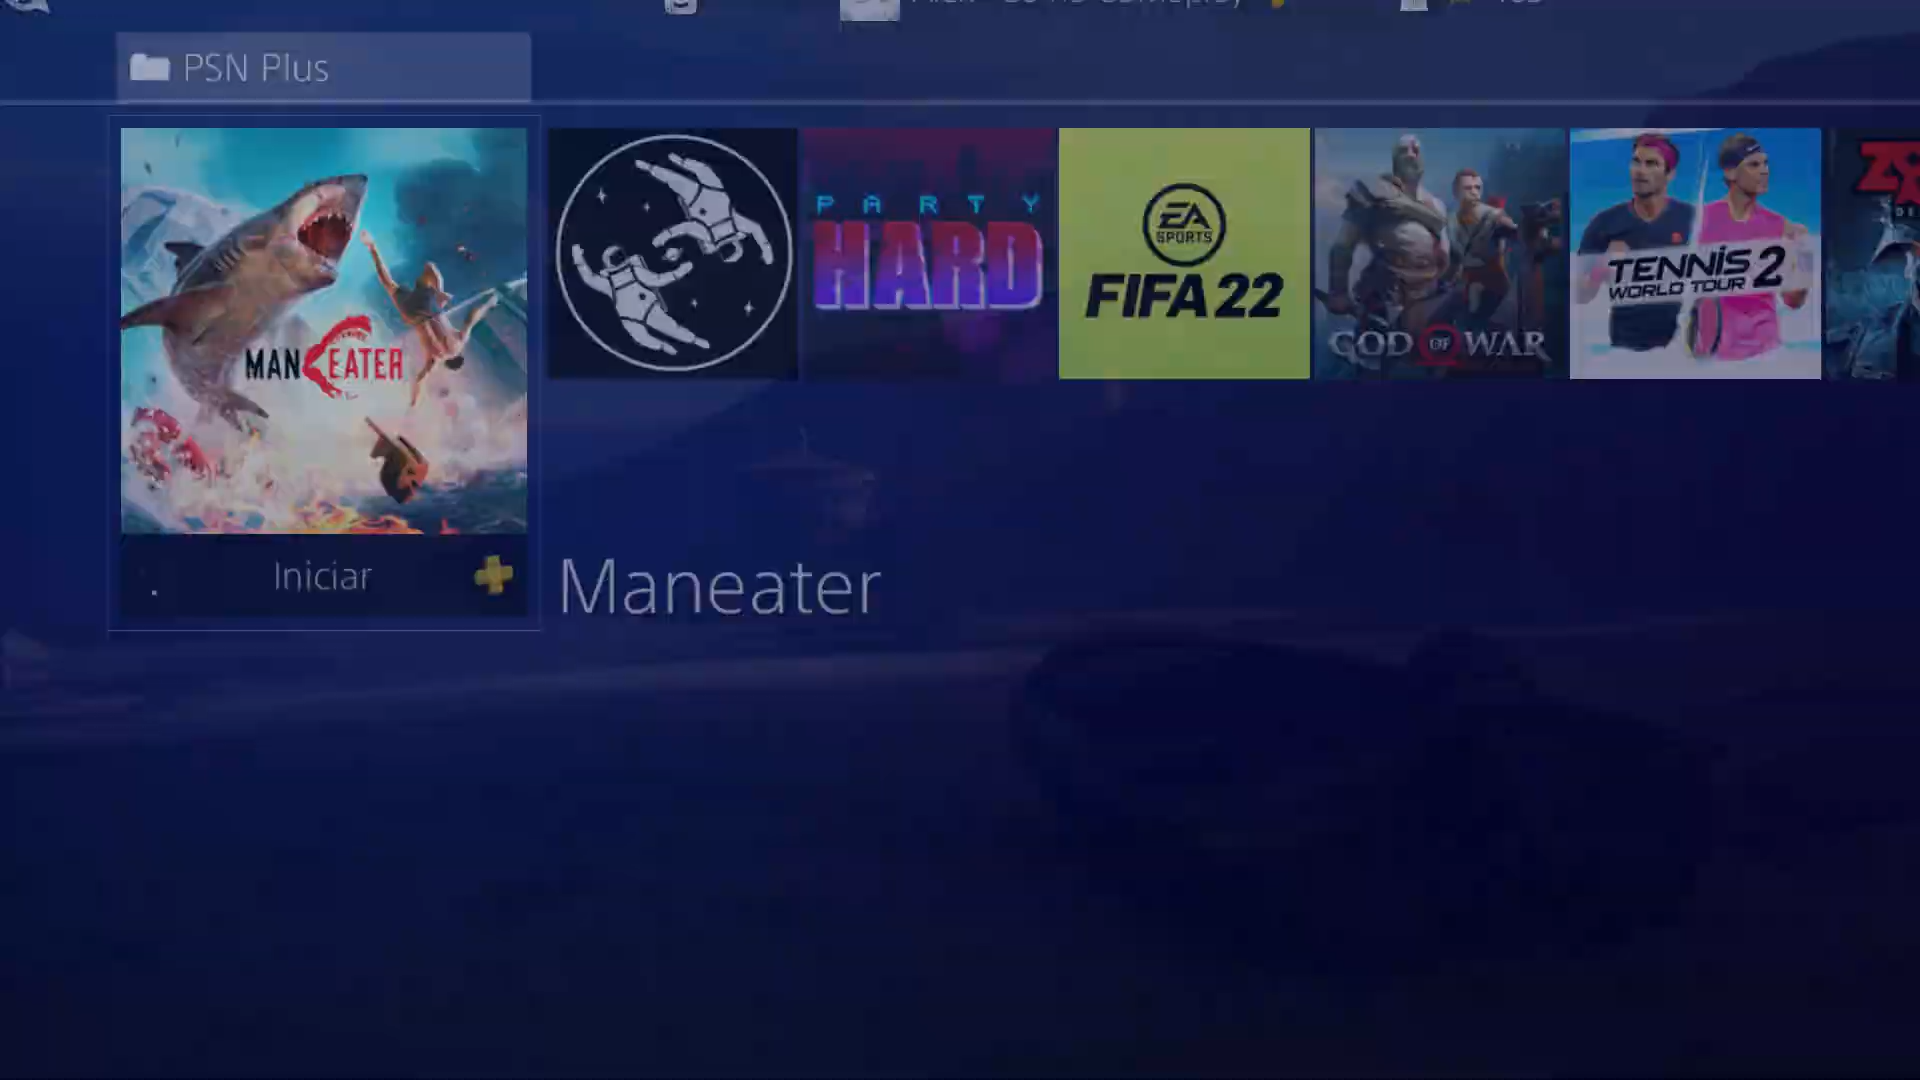 PSN Plus
MANEATER
PARTY
HARD
EA
SPORTS
FIFA 22
GOD OF WAR
TENNIS
WORLD TOUR 2
Iniciar
Maneater